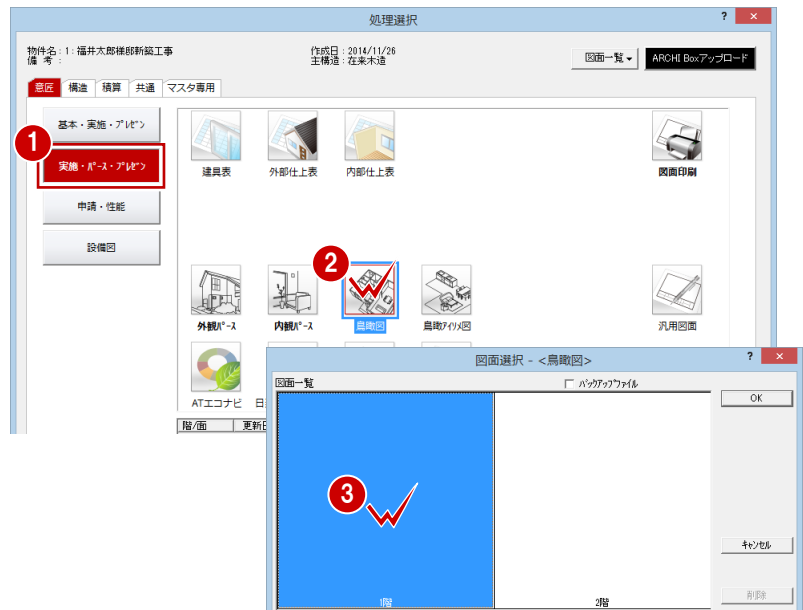 処理選択
? ×
物件名:1:福井太郎様邸新築工事
備 考 :
作成日:2014/11/26
主構造:在来木造
図面一覧
ARCHI Boxアップロード
意匠 構造 積算 共通 マスタ専用
1
基本・実施・プレゼン
実施・パース・プレゼン
申請・性能
設備図
建具表 外部仕上表 内部仕上表 図面印刷
2
外観パース 内観パース 鳥瞰図 鳥瞰アイソメ図 汎用図面
ATエコナビ
階/面
図面選択 - <鳥瞰図>
? ×
図面一覧
バックアップファイル
OK
3
キャンセル
削除
1階 2階